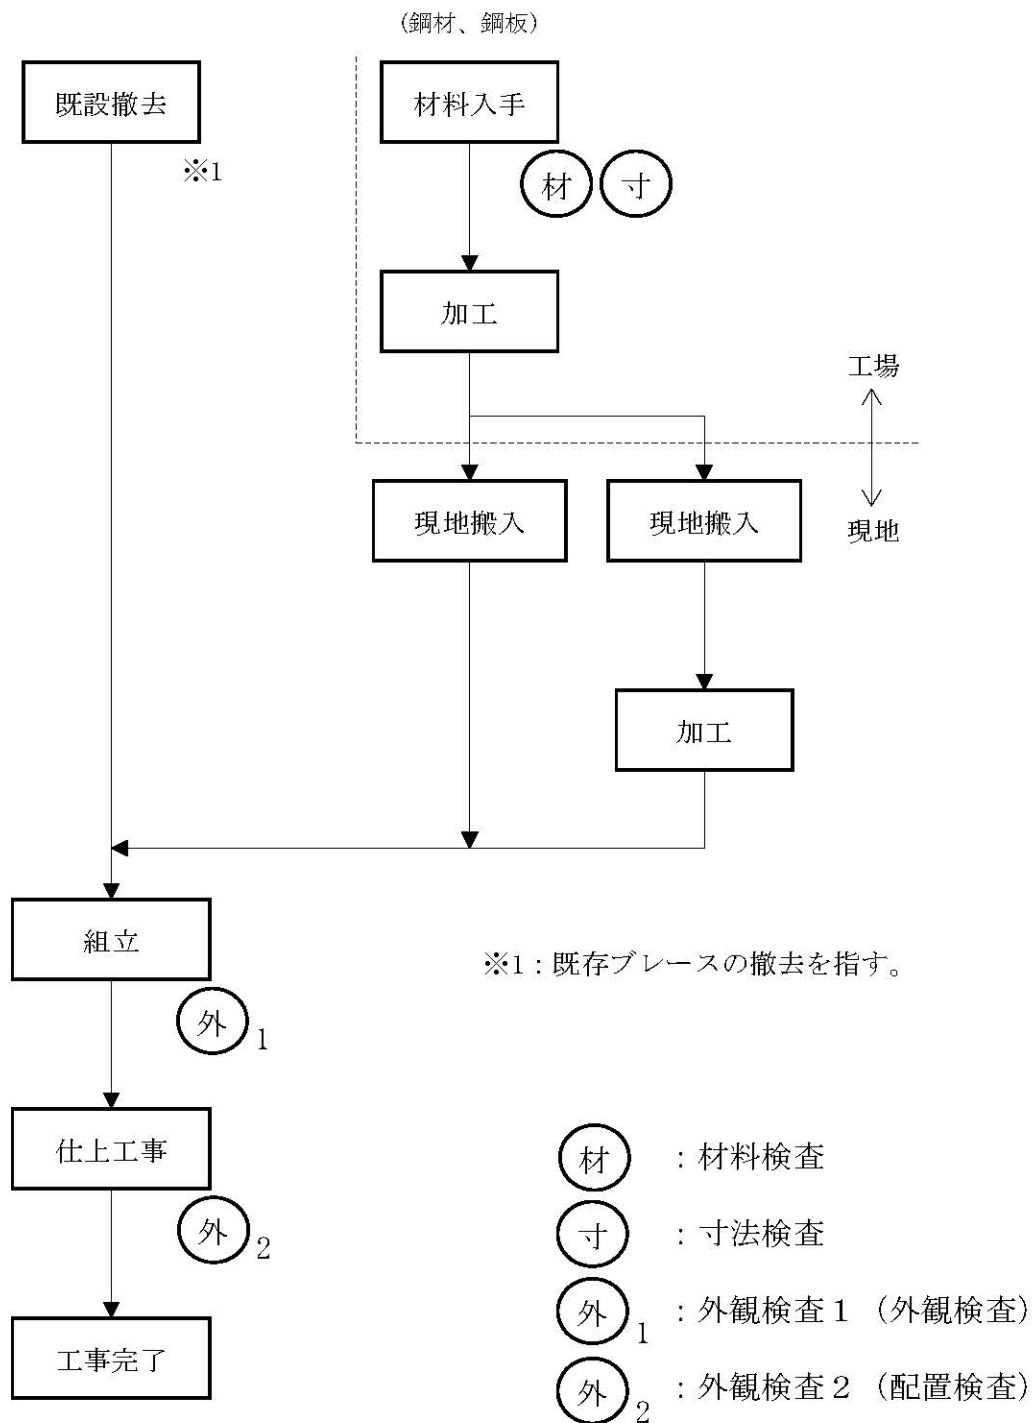 (鋼材、鋼板)
既設撤去
材料入手
※1
材 寸
加工
工場
現地搬入 現地搬入
現地
加工
組立
※1：既存ブレースの撤去を指す。
外1
仕上工事
外2
工事完了
材 ：材料検査
寸 ：寸法検査
外1 ：外観検査１（外観検査）
外2 ：外観検査２（配置検査）